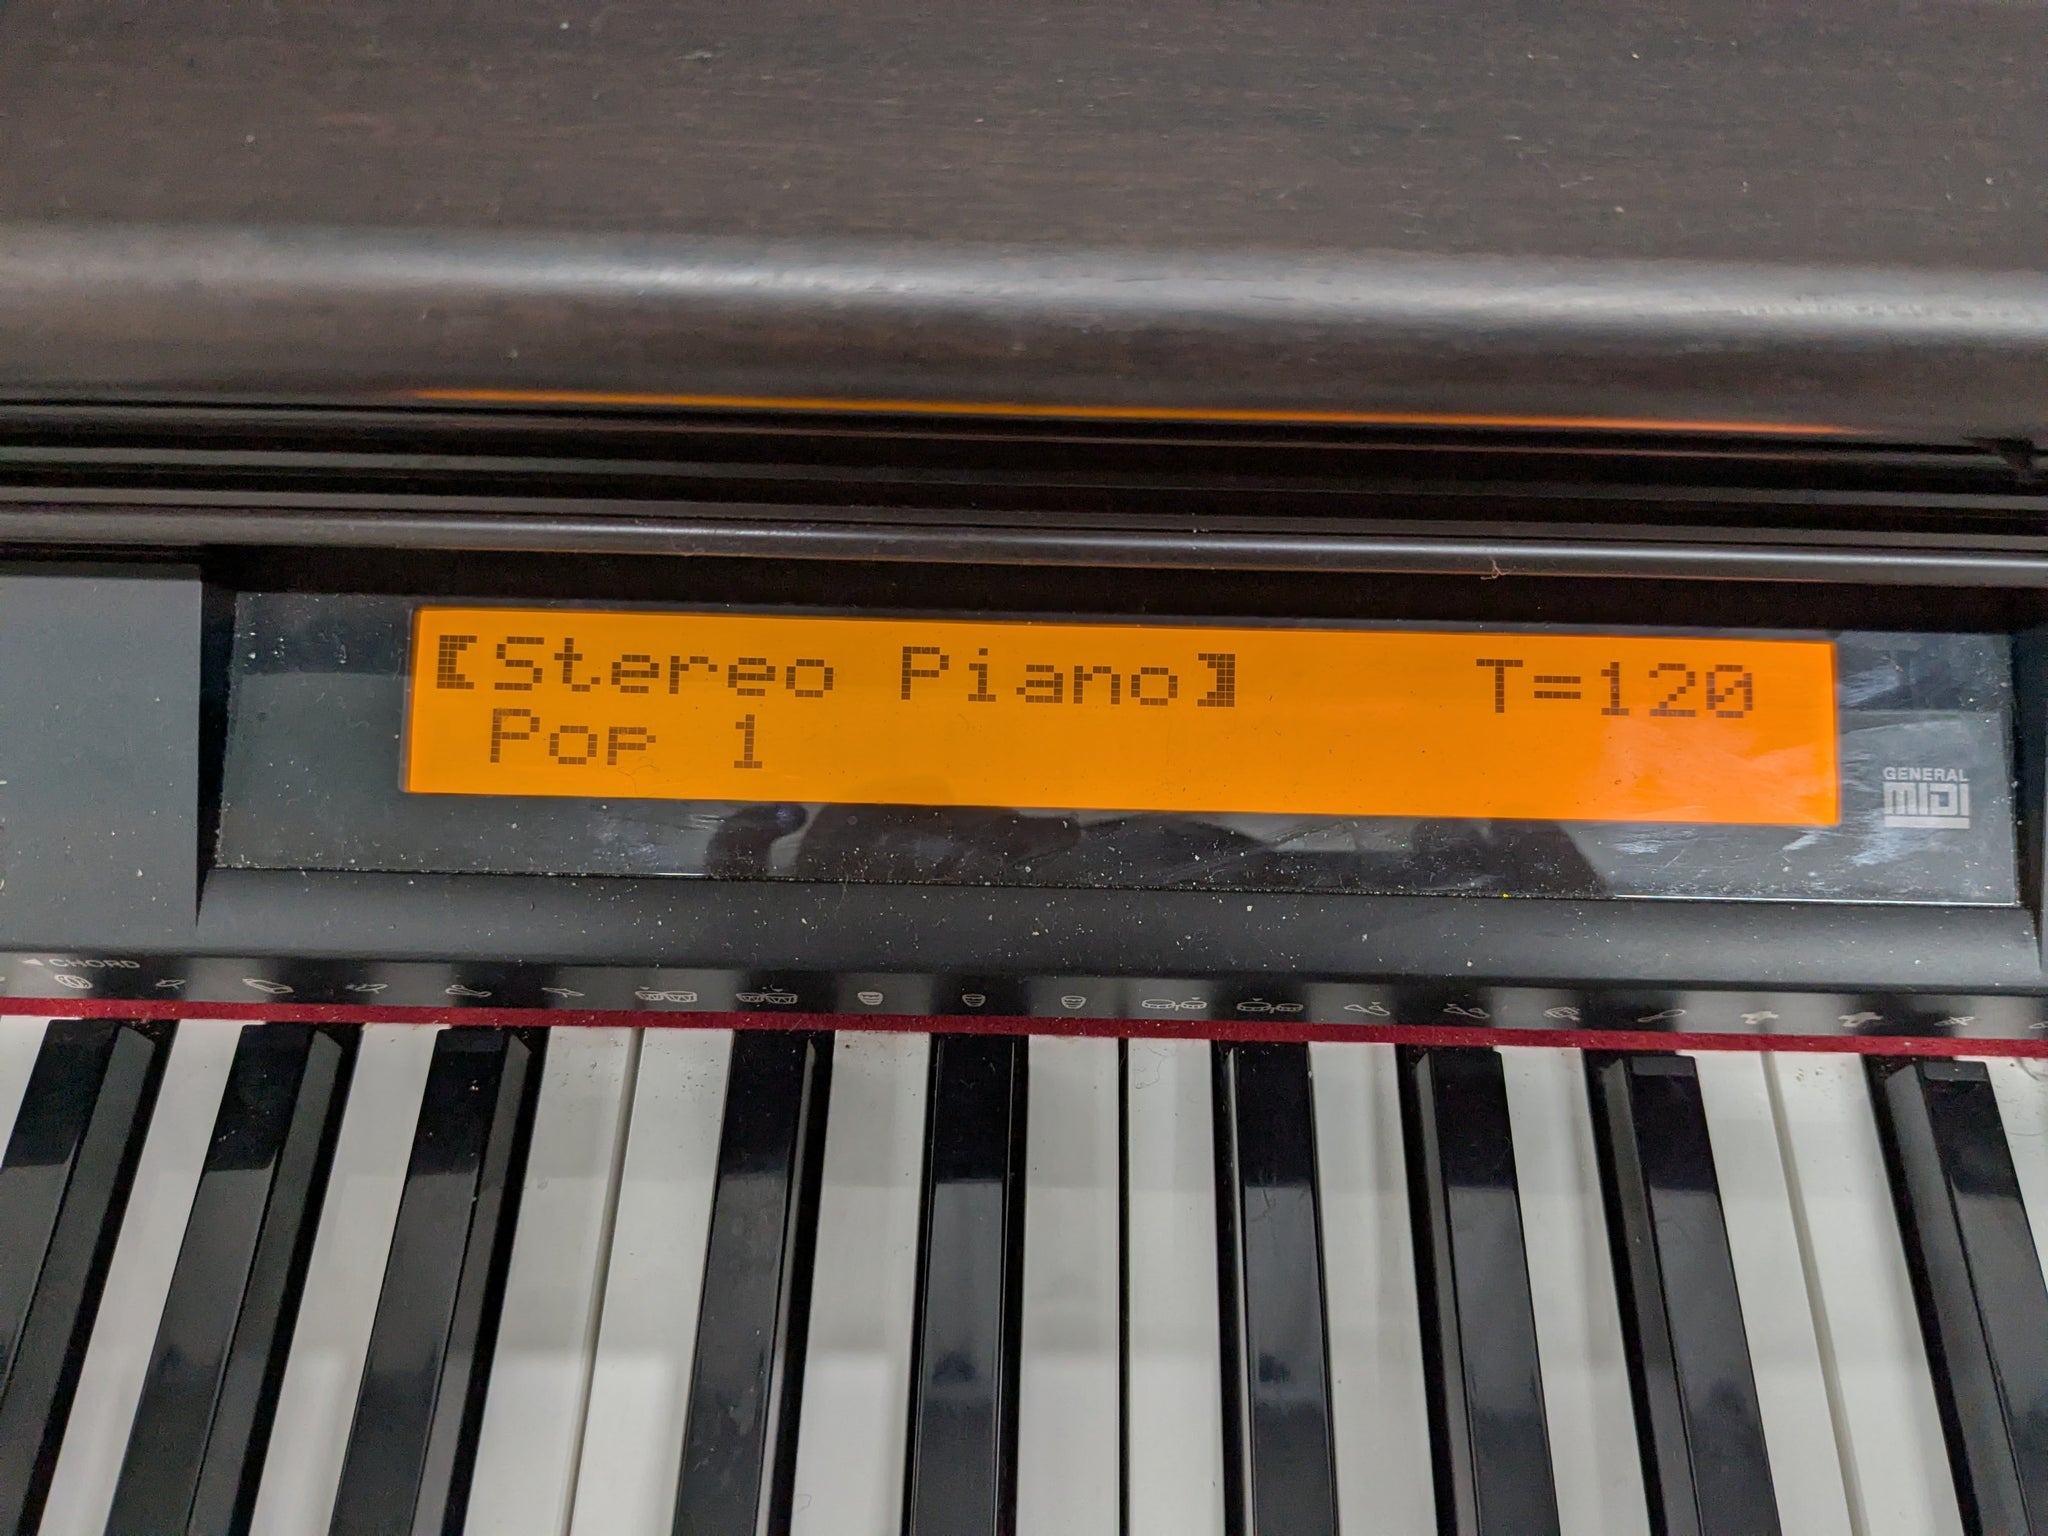 【Stereo Piano】 T=120
Pop 1
GENERAL
MIDI
◄ CHORD